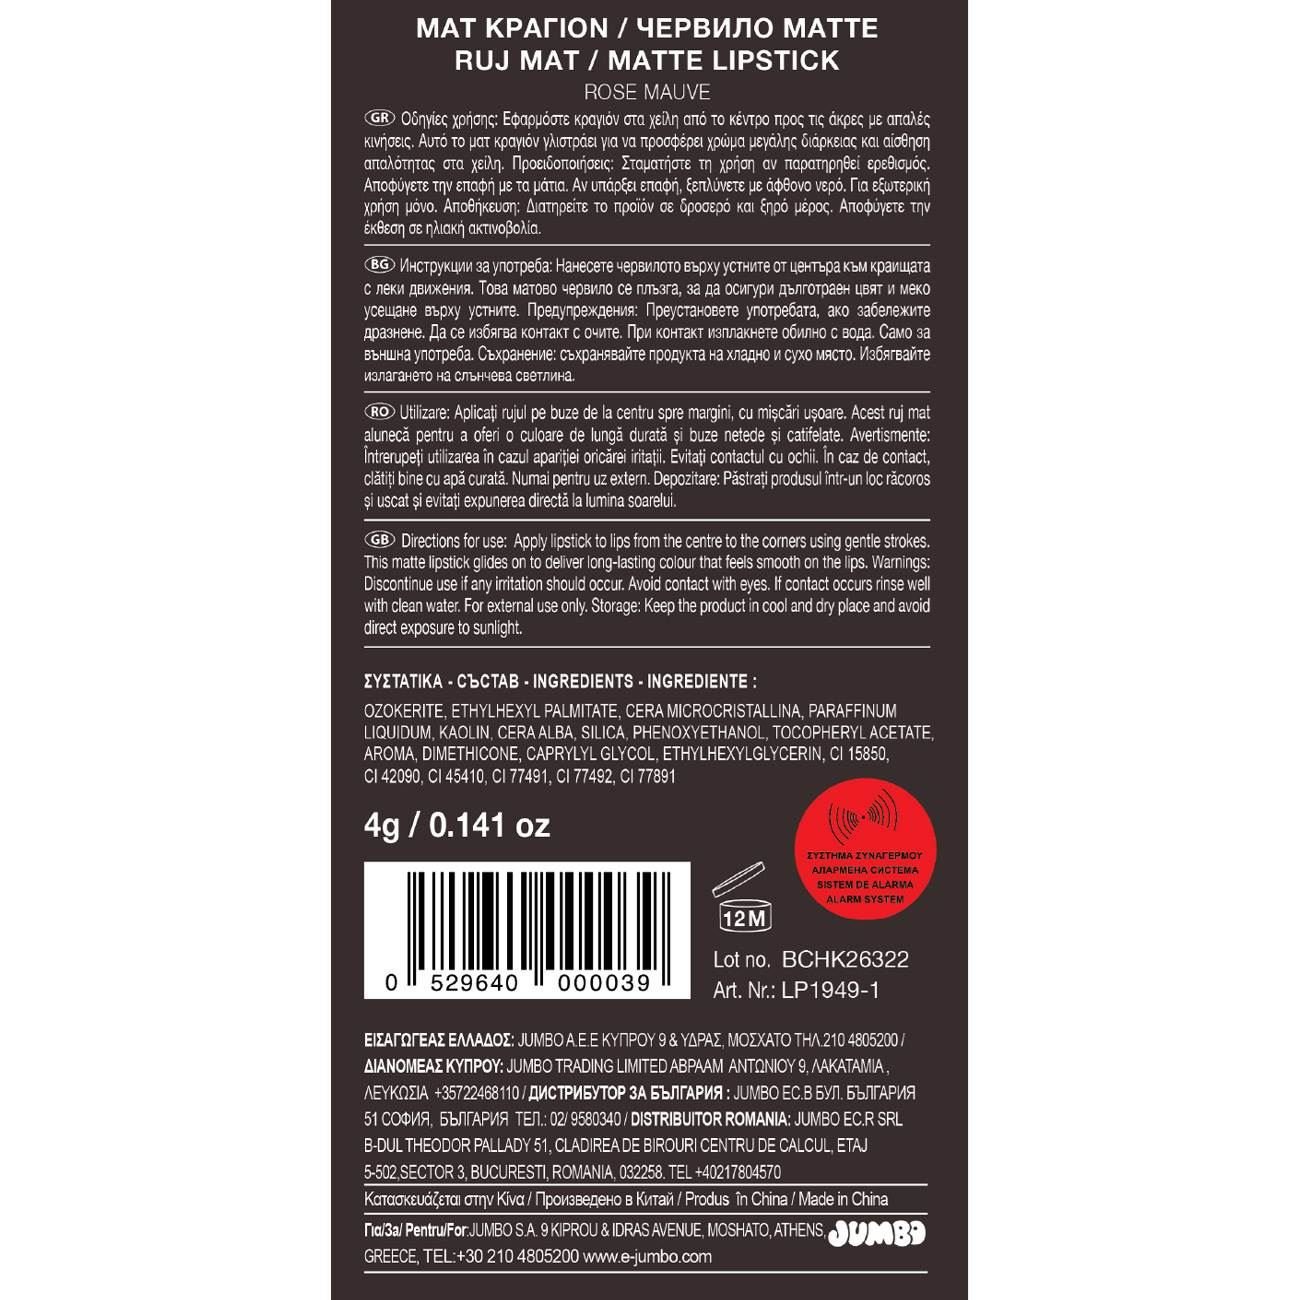 ΜΑΤ ΚΡΑΓΙΟΝ / ЧЕРВИЛО МАТТЕ
RUJ MAT / MATTE LIPSTICK
ROSE MAUVE
GR Οδηγίες χρήσης: Εφαρμόστε κραγιόν στα χείλη από το κέντρο προς τις άκρες με απαλές
κινήσεις. Αυτό το ματ κραγιόν γλιστράει για να προσφέρει χρώμα μεγάλης διάρκειας και αίσθηση
απαλότητας στα χείλη. Προειδοποιήσεις: Σταματήστε τη χρήση αν παρατηρηθεί ερεθισμός.
Αποφύγετε την επαφή με τα μάτια. Αν υπάρξει επαφή, ξεπλύνετε με άφθονο νερό. Για εξωτερική
χρήση μόνο. Αποθήκευση: Διατηρείτε το προϊόν σε δροσερό και ξηρό μέρος. Αποφύγετε την
έκθεση σε ηλιακή ακτινοβολία.
BG Инструкции за употреба: Нанесете червилото върху устните от центъра към краищата
с леки движения. Това матово червило се плъзга, за да осигури дълготраен цвят и меко
усещане върху устните. Предупреждения: Преустановете употребата, ако забележите
дразнене. Да се избягва контакт с очите. При контакт изплакнете обилно с вода. Само за
външна употреба. Съхранение: съхранявайте продукта на хладно и сухо място. Избягвайте
излагането на слънчева светлина.
RO Utilizare: Aplicați rujul pe buze de la centru spre margini, cu mișcări ușoare. Acest ruj mat
alunecă pentru a oferi o culoare de lungă durată și buze netede și catifelate. Avertismente:
Întrerupeți utilizarea în cazul apariției oricărei iritații. Evitați contactul cu ochii. În caz de contact,
clătiți bine cu apă curată. Numai pentru uz extern. Depozitare: Păstrați produsul într-un loc răcoros
și uscat și evitați expunerea directă la lumina soarelui.
GB Directions for use: Apply lipstick to lips from the centre to the corners using gentle strokes.
This matte lipstick glides on to deliver long-lasting colour that feels smooth on the lips. Warnings:
Discontinue use if any irritation should occur. Avoid contact with eyes. If contact occurs rinse well
with clean water. For external use only. Storage: Keep the product in cool and dry place and avoid
direct exposure to sunlight.
ΣΥΣΤΑΤΙΚΑ - СЪСТАВ - INGREDIENTS - INGREDIENTE :
OZOKERITE, ETHYLHEXYL PALMITATE, CERA MICROCRISTALLINA, PARAFFINUM
LIQUIDUM, KAOLIN, CERA ALBA, SILICA, PHENOXYETHANOL, TOCOPHERYL ACETATE,
AROMA, DIMETHICONE, CAPRYLYL GLYCOL, ETHYLHEXYLGLYCERIN, CI 15850,
CI 42090, CI 45410, CI 77491, CI 77492, CI 77891
4g / 0.141 oz
ΣΥΣΤΗΜΑ ΣΥΝΑΓΕΡΜΟΥ
АЛАРМЕНА СИСТЕМА
SISTEM DE ALARMA
ALARM SYSTEM
12M
0 529640 000039
Lot no. BCHK26322
Art. Nr.: LP1949-1
ΕΙΣΑΓΩΓΕΑΣ ΕΛΛΑΔΟΣ: JUMBO A.E.E ΚΥΠΡΟΥ 9 & ΥΔΡΑΣ, ΜΟΣΧΑΤΟ ΤΗΛ.210 4805200 /
ΔΙΑΝΟΜΕΑΣ ΚΥΠΡΟΥ: JUMBO TRADING LIMITED ΑΒΡΑΑΜ ΑΝΤΩΝΙΟΥ 9, ΛΑΚΑΤΑΜΙΑ ,
ΛΕΥΚΩΣΙΑ +35722468110 / ДИСТРИБУТОР ЗА БЪЛГАРИЯ : JUMBO EC.B БУЛ. БЪЛГАРИЯ
51 СОФИЯ, БЪЛГАРИЯ ТЕЛ.: 02/ 9580340 / DISTRIBUITOR ROMANIA: JUMBO EC.R SRL
B-DUL THEODOR PALLADY 51, CLADIREA DE BIROURI CENTRU DE CALCUL, ETAJ
5-502,SECTOR 3, BUCURESTI, ROMANIA, 032258. TEL +40217804570
Κατασκευάζεται στην Κίνα / Произведено в Китай / Produs în China / Made in China
Για/За/ Pentru/For:JUMBO S.A. 9 KIPROU & IDRAS AVENUE, MOSHATO, ATHENS,
JUMBO
GREECE, TEL:+30 210 4805200 www.e-jumbo.com